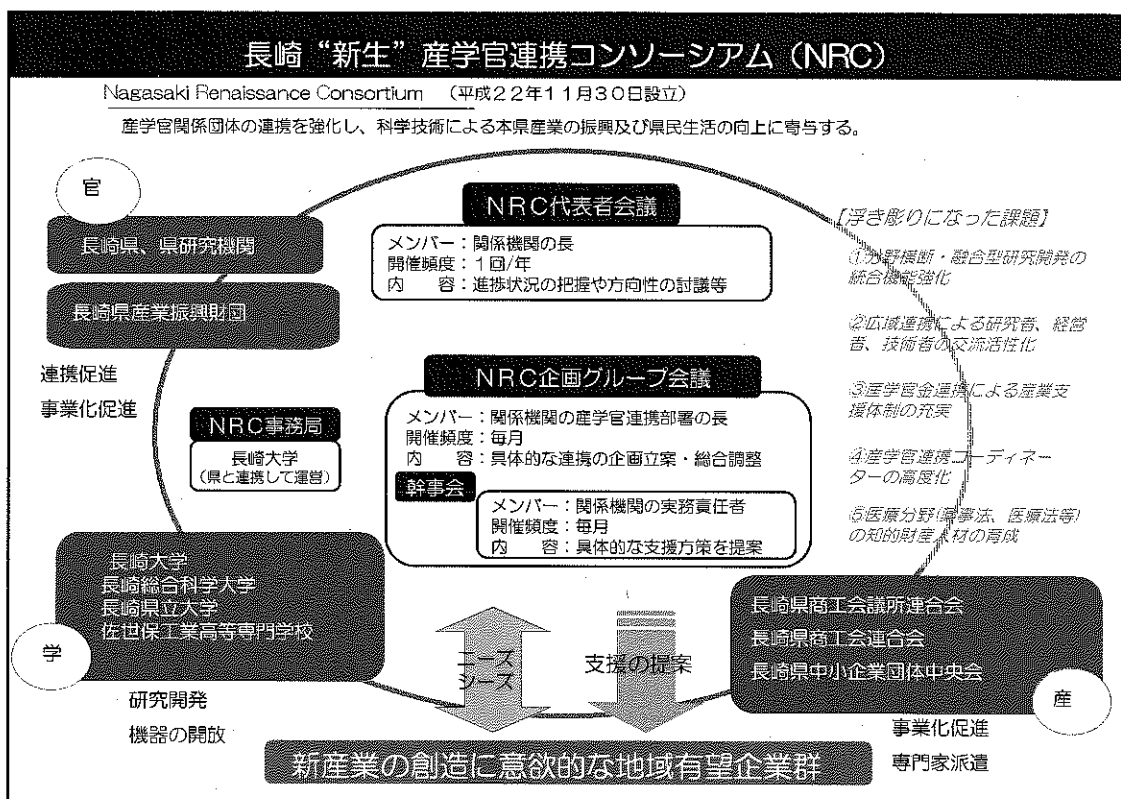 長崎“新生”産学官連携コンソーシアム（NRC）
Nagasaki Renaissance Consortium （平成２２年１１月３０日設立）
産学官関係団体の連携を強化し、科学技術による本県産業の振興及び県民生活の向上に寄与する。
官
長崎県、県研究機関
長崎県産業振興財団
連携促進
事業化促進
NRC代表者会議
メンバー：関係機関の長
開催頻度：１回/年
内　　容：進捗状況の把握や方向性の討議等
NRC企画グループ会議
メンバー：関係機関の産学官連携部署の長
開催頻度：毎月
内　　容：具体的な連携の企画立案・総合調整
幹事会
メンバー：関係機関の実務責任者
開催頻度：毎月
内　　容：具体的な支援方策を提案
NRC事務局
長崎大学
（県と連携して運営）
【浮き彫りになった課題】
①分野横断・融合型研究開発の
統合機能強化
②広域連携による研究者、経営
者、技術者の交流活性化
③産学官金連携による産業支
援体制の充実
④産学官連携コーディネー
ターの高度化
⑤医療分野(薬事法、医療法等)
の知的財産人材の育成
長崎大学
長崎総合科学大学
長崎県立大学
佐世保工業高等専門学校
学
研究開発
機器の開放
ニーズ
シーズ
支援の提案
長崎県商工会議所連合会
長崎県商工会連合会
長崎県中小企業団体中央会
産
事業化促進
専門家派遣
新産業の創造に意欲的な地域有望企業群